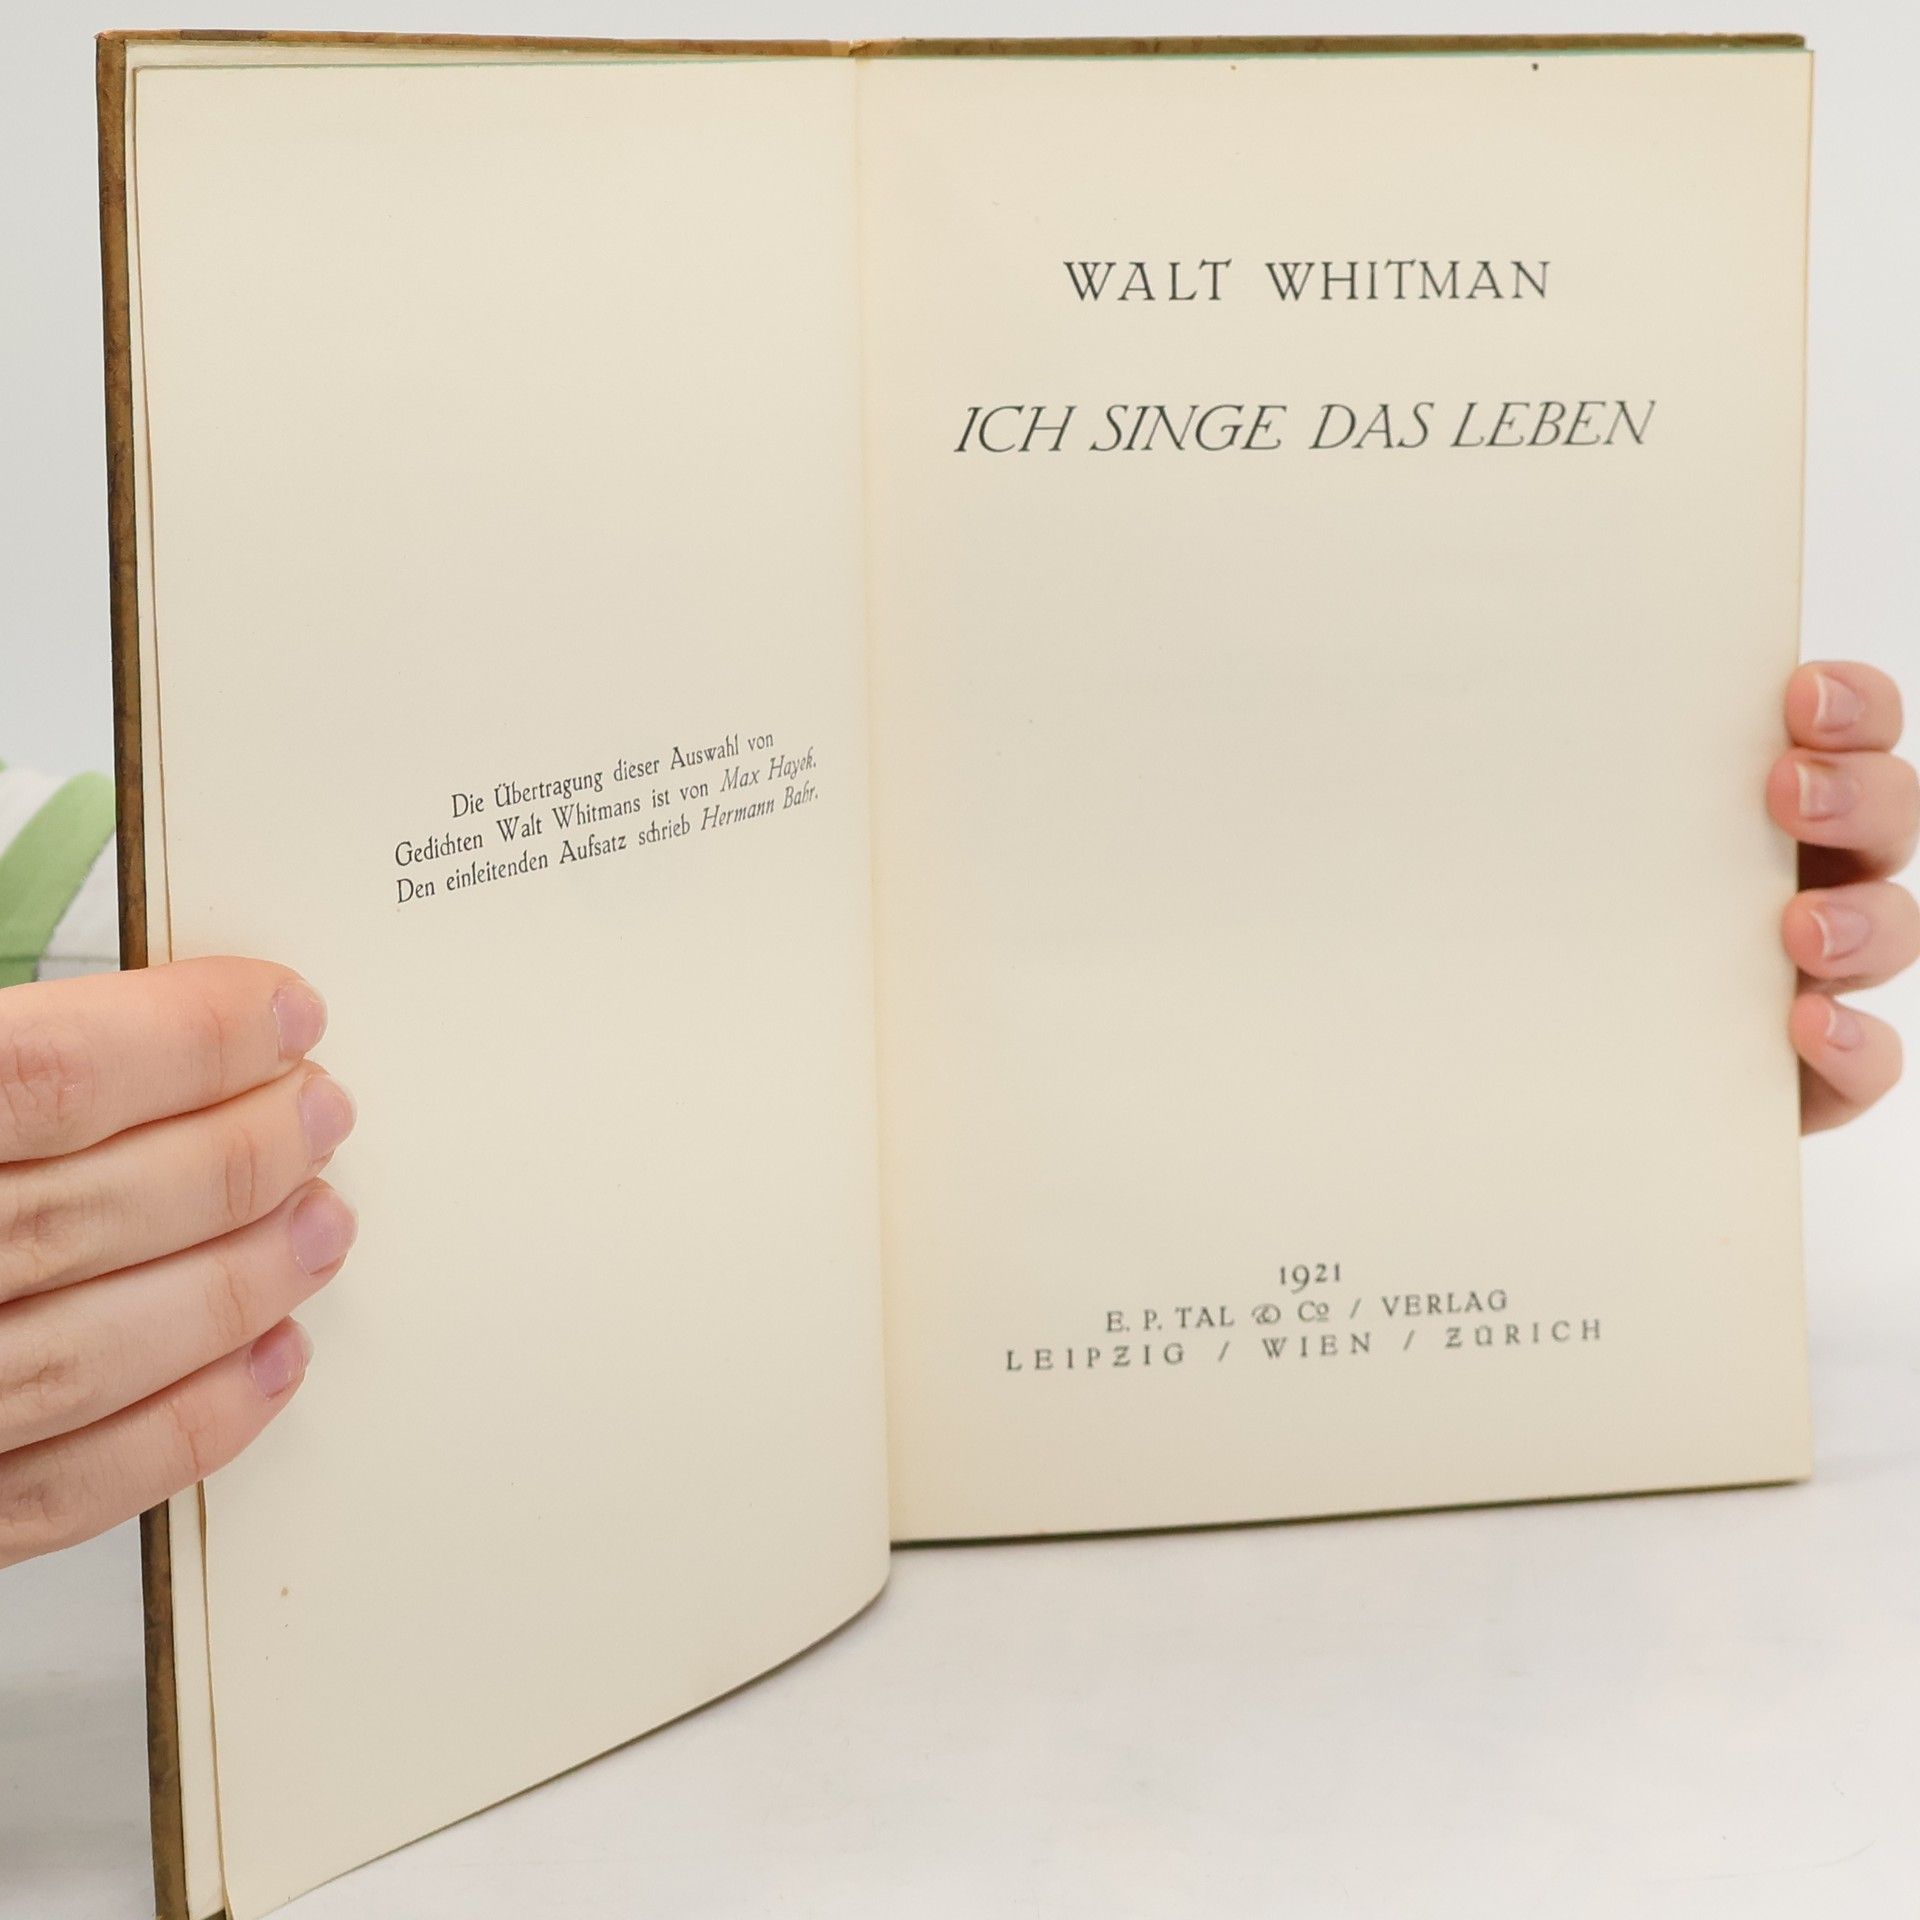 Die Übertragung dieser Auswahl von
Gedichten Walt Whitmans ist von Max Hayek.
Den einleitenden Aufsatz schrieb Hermann Bahr.
WALT WHITMAN
ICH SINGE DAS LEBEN
1921
E. P. TAL & Co / VERLAG
LEIPZIG / WIEN / ZÜRICH